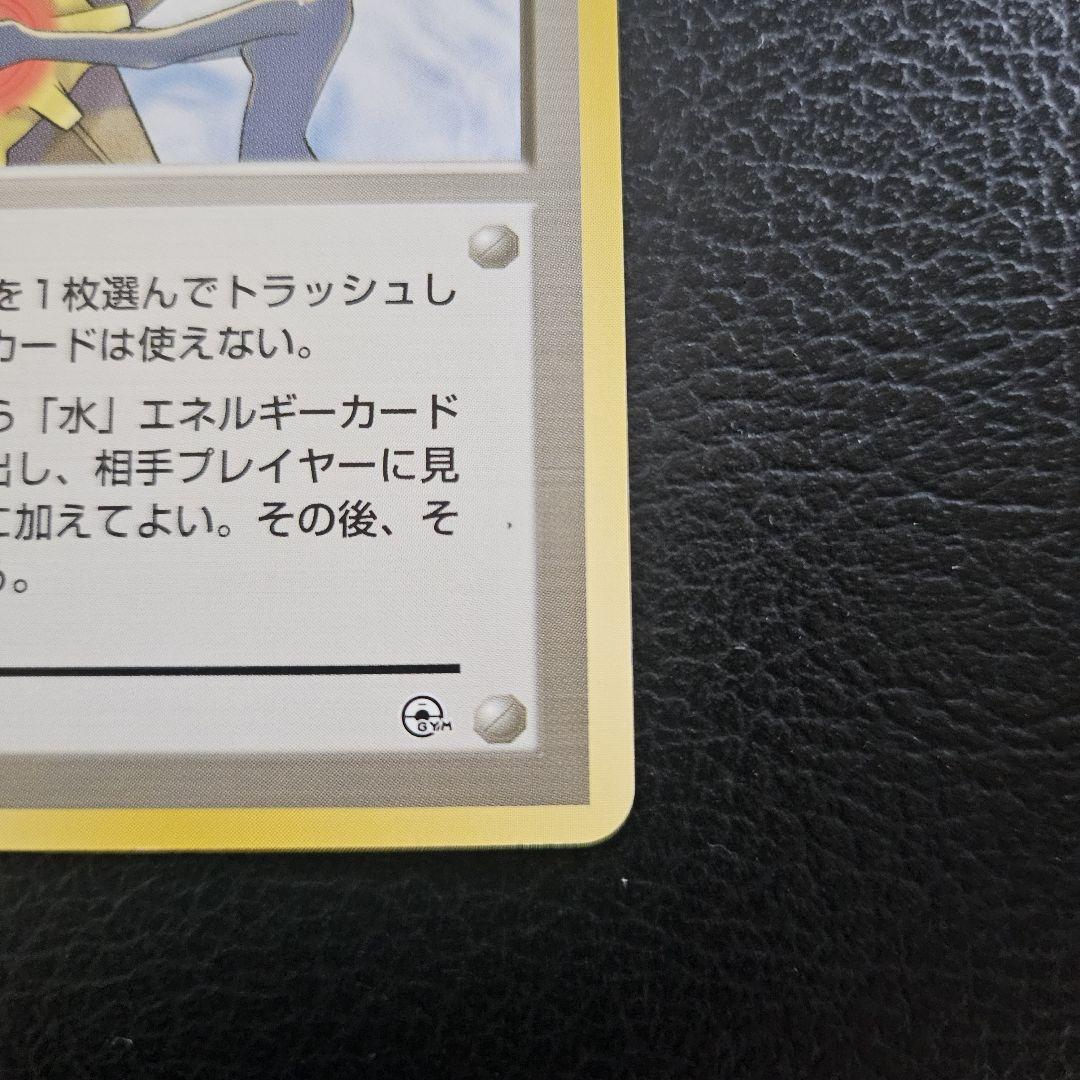 を１枚選んでトラッシュし
カードは使えない。
ら「水」エネルギーカード
出し、相手プレイヤーに見
に加えてよい。その後、そ
る。
GYM